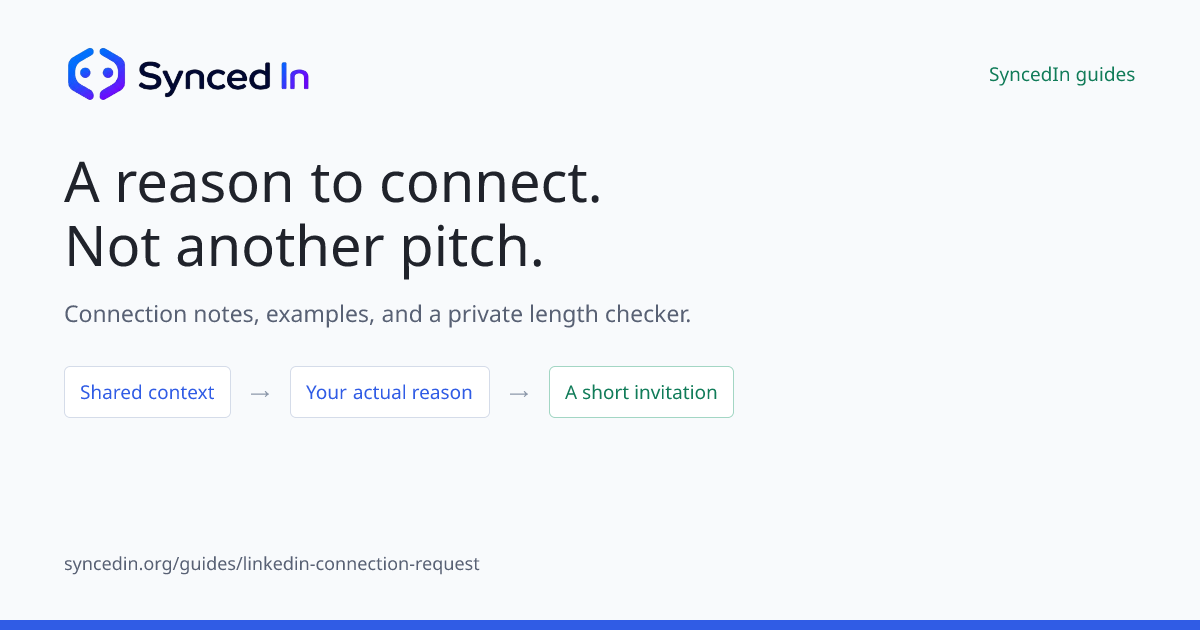 Synced In
SyncedIn guides
A reason to connect.
Not another pitch.
Connection notes, examples, and a private length checker.
Shared context → Your actual reason → A short invitation
syncedin.org/guides/linkedin-connection-request